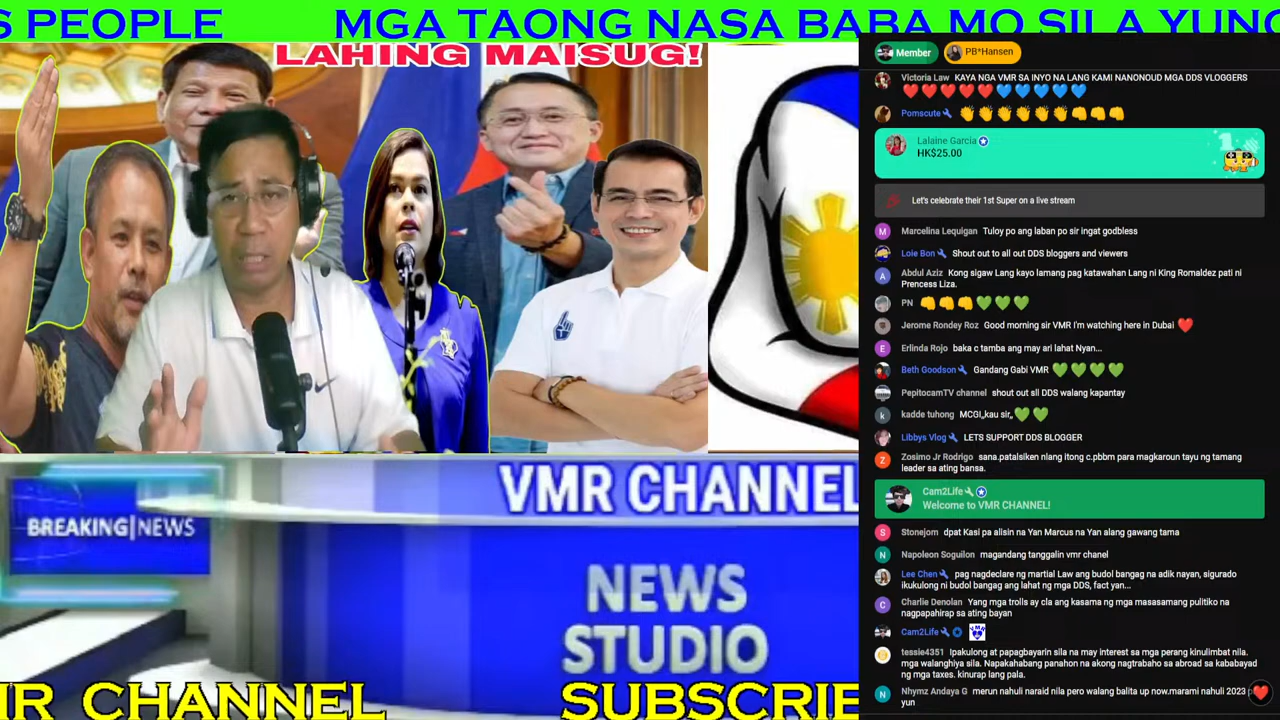 S PEOPLE MGA TAONG NASA BABA MO SILA YUNG
LAHING MAISUG!
BREAKING|NEWS
VMR CHANNEL
NEWS
STUDIO
MR CHANNEL SUBSCRIBE
Member
PB*Hansen
Victoria Law KAYA NGA VMR SA INYO NA LANG KAMI NANONOUD MGA DDS VLOGGERS
❤️❤️❤️❤️❤️💙💙💙💙💙
Pomscute 👏👏👏👏👏👏👊👊👊
Lalaine Garcia
HK$25.00
Let's celebrate their 1st Super on a live stream
Marcelina Lequigan Tuloy po ang laban po sir ingat godbless
Loie Bon Shout out to all out DDS bloggers and viewers
Abdul Aziz Kong sigaw Lang kayo lamang pag katawahan Lang ni King Romaldez pati ni
Prencess Liza.
PN 👊👊👊💚💚💚
Jerome Rondey Roz Good morning sir VMR I'm watching here in Dubai ❤️
Erlinda Rojo baka c tamba ang may ari lahat Nyan...
Beth Goodson Gandang Gabi VMR 💚💚💚💚
PepitocamTV channel shout out sll DDS walang kapantay
kadde tuhong MCGI,,kau sir,, 💚💚
Libbys Vlog LETS SUPPORT DDS BLOGGER
Zosimo Jr Rodrigo sana.patalsiken nlang itong c.pbbm para magkaroun tayu ng tamang
leader sa ating bansa.
Cam2Life
Welcome to VMR CHANNEL!
Stonejom dpat Kasi pa alisin na Yan Marcus na Yan alang gawang tama
Napoleon Soguilon magandang tanggalin vmr chanel
Lee Chen pag nagdeclare ng martial Law ang budol bangag na adik nayan, sigurado
ikukulong ni budol bangag ang lahat ng mga DDS, fact yan...
Charlie Denolan Yang mga trolls ay cla ang kasama ng mga masasamang pulitiko na
nagpapahirap sa ating bayan
Cam2Life
tessie4351 Ipakulong at papagbayarin sila na may interest sa mga perang kinulimbat nila.
mga walanghiya sila. Napakahabang panahon na akong nagtrabaho sa abroad sa kababayad
ng mga taxes. kinurap lang pala.
Nhymz Andaya G merun nahuli naraid nila pero walang balita up now.marami nahuli 2023
yun